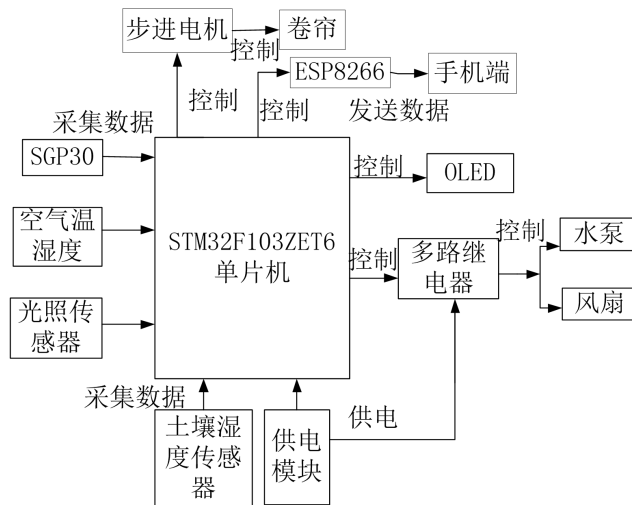 步进电机
控制
卷帘
ESP8266
手机端
控制
控制
发送数据
采集数据
SGP30
控制
OLED
空气温
湿度
STM32F103ZET6
单片机
控制
多路继
电器
控制
水泵
风扇
光照传
感器
采集数据
土壤湿
度传感
器
供电
模块
供电